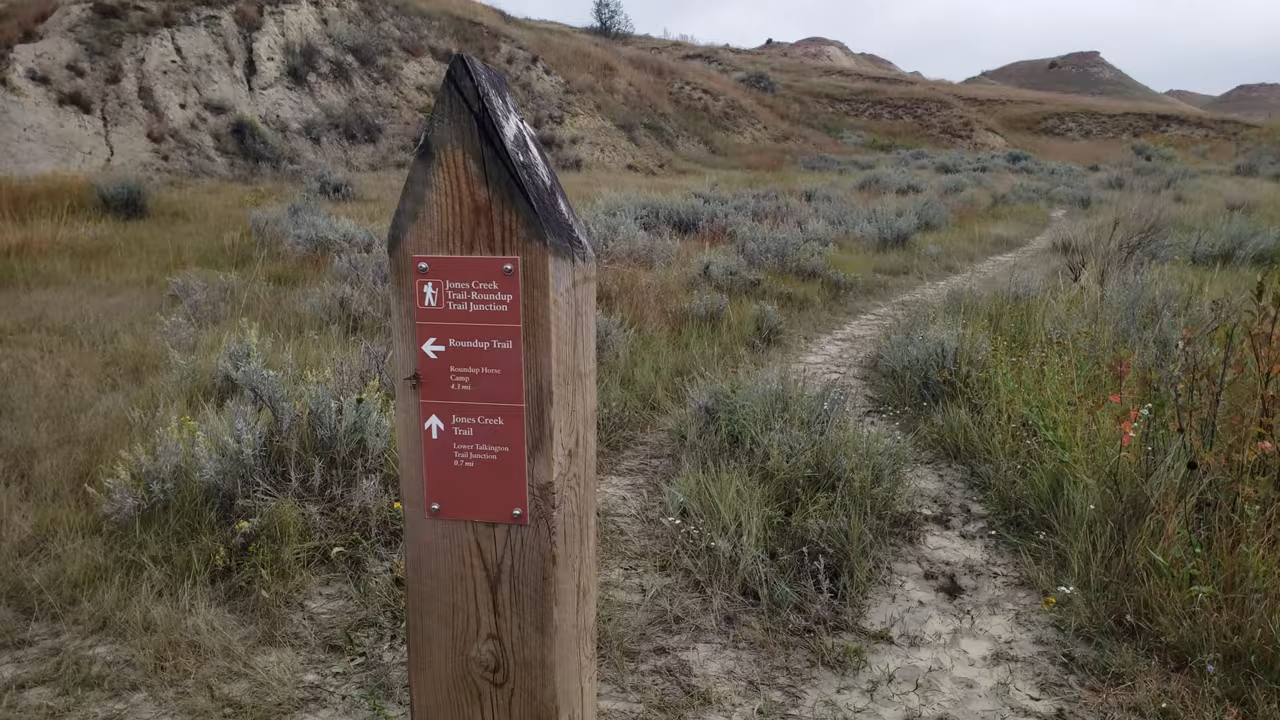 Jones Creek
Trail-Roundup
Trail Junction
Roundup Trail
Roundup Horse
Camp
4.3 mi
Jones Creek
Trail
Lower Talkington
Trail Junction
0.7 mi